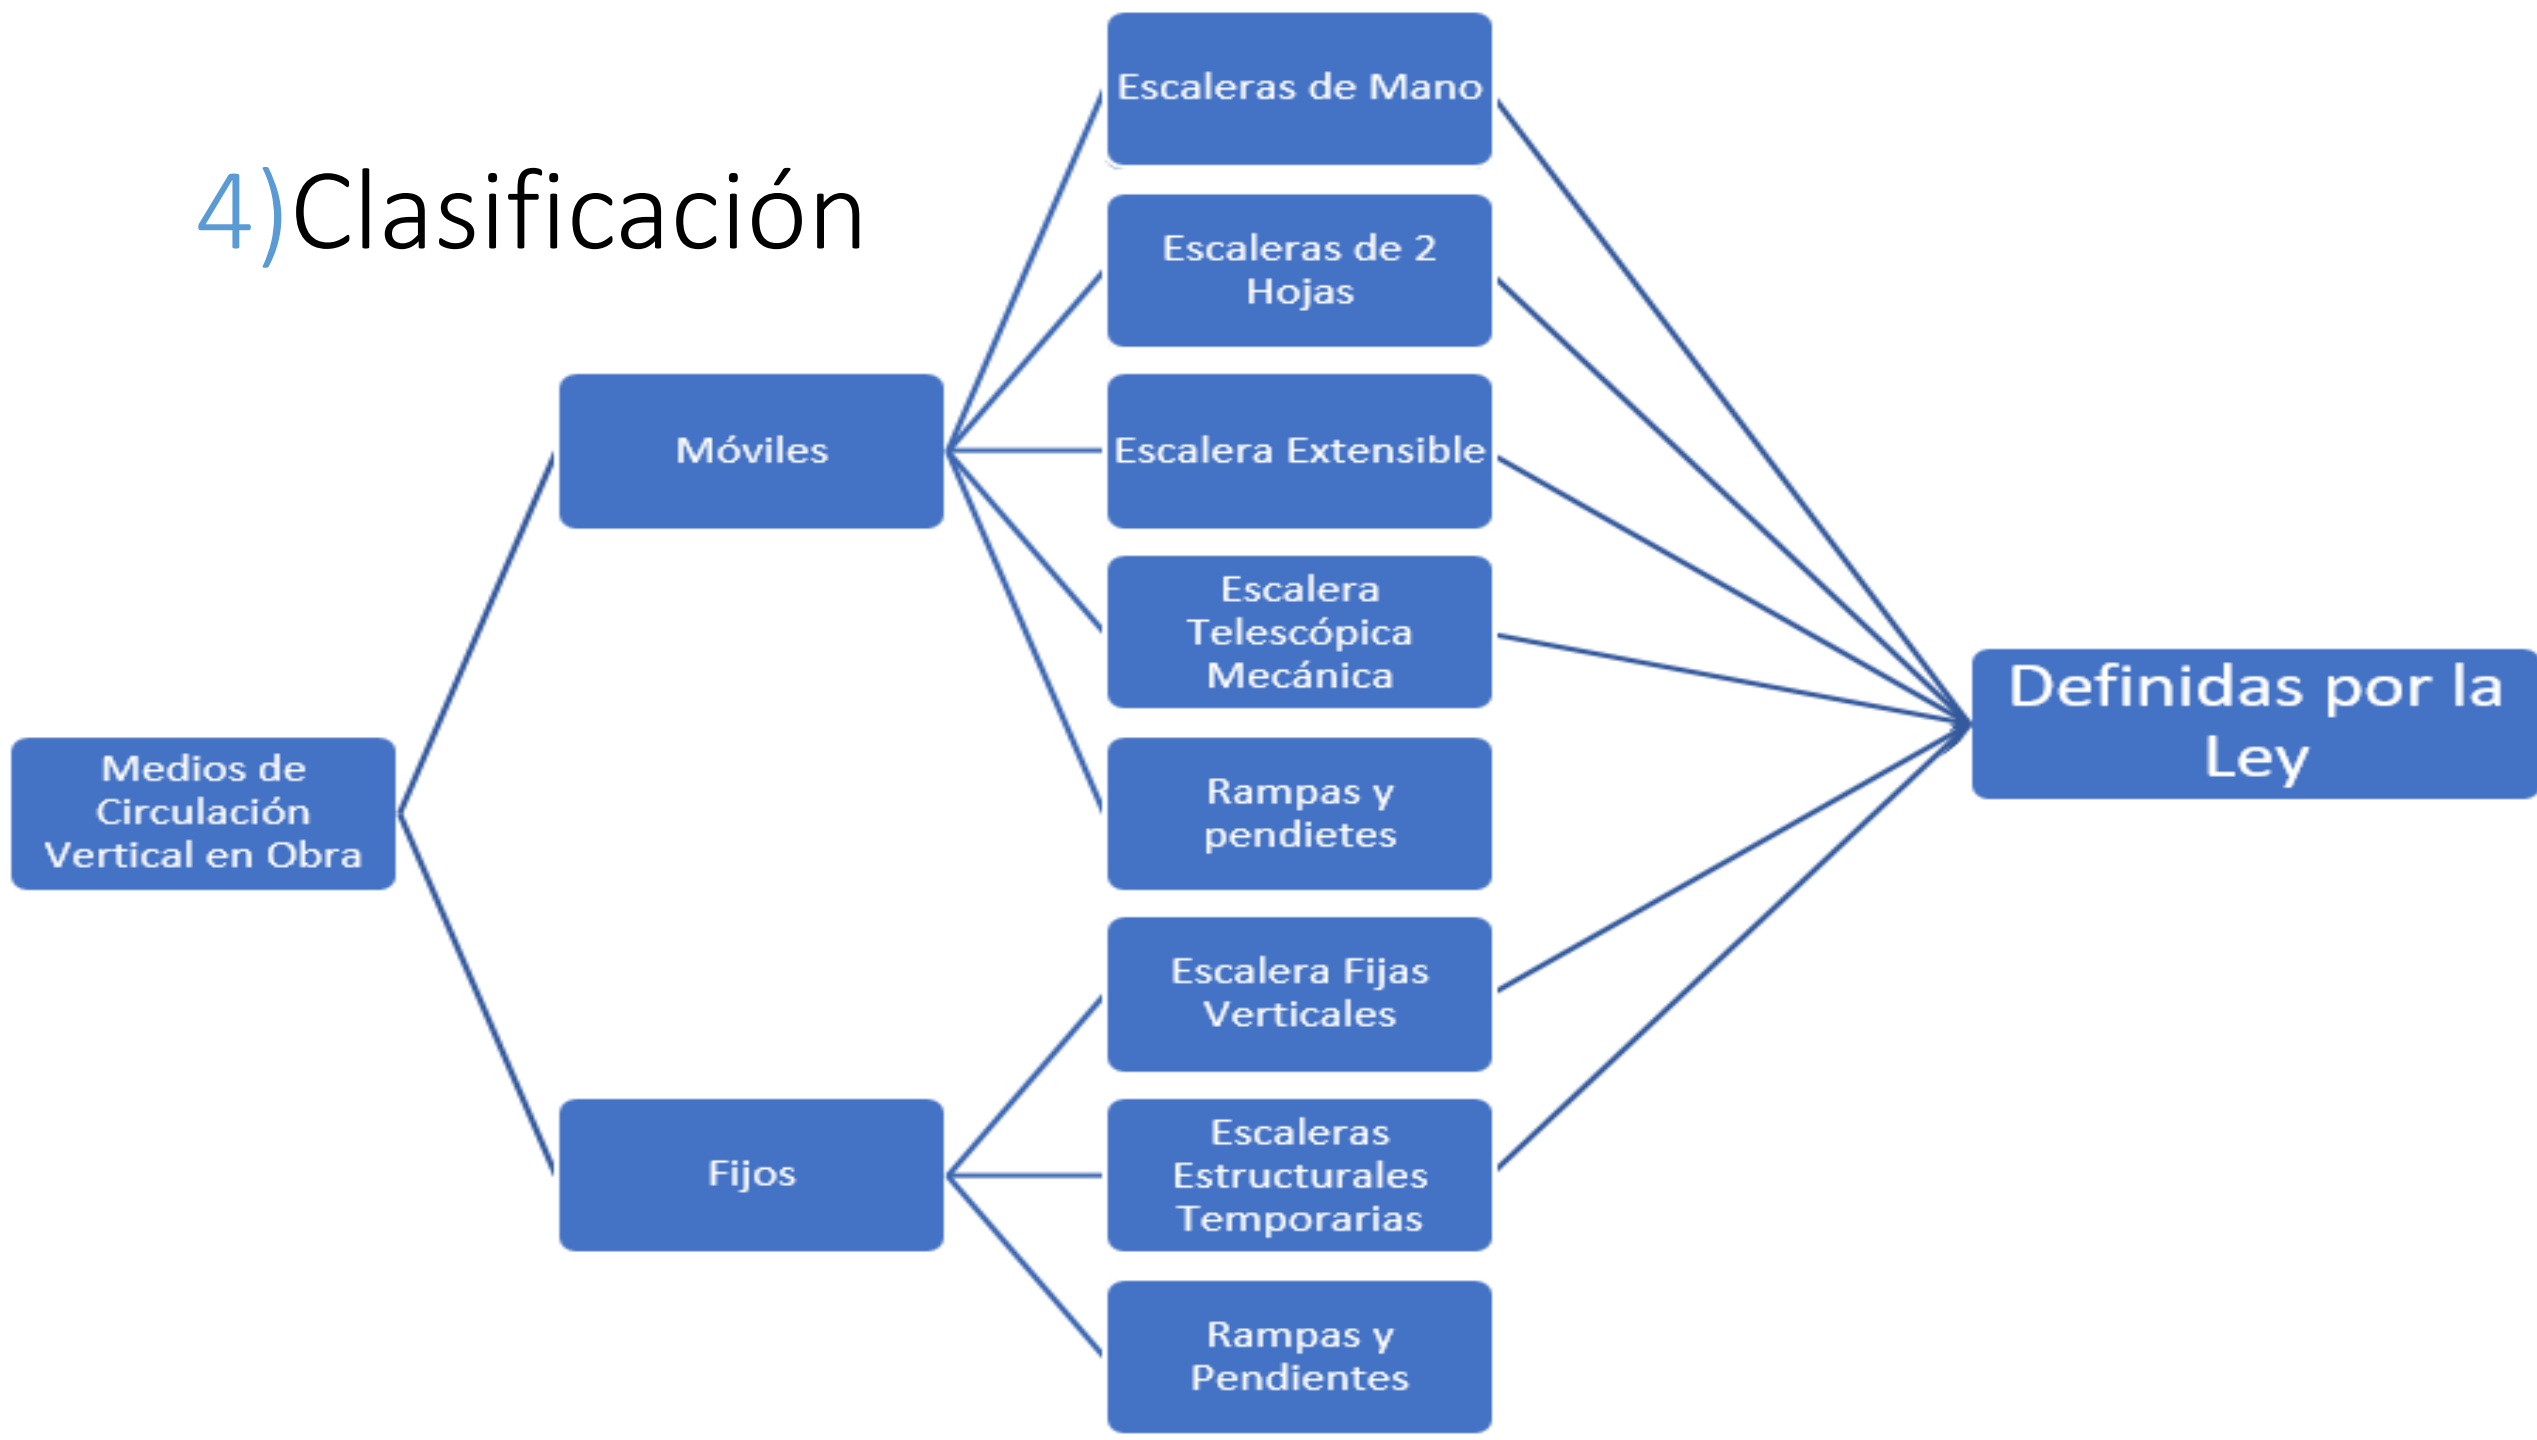 4)Clasificación
Medios de
Circulación
Vertical en Obra
Móviles
Fijos
Escaleras de Mano
Escaleras de 2
Hojas
Escalera Extensible
Escalera
Telescópica
Mecánica
Rampas y
pendietes
Escalera Fijas
Verticales
Escaleras
Estructurales
Temporarias
Rampas y
Pendientes
Definidas por la
Ley